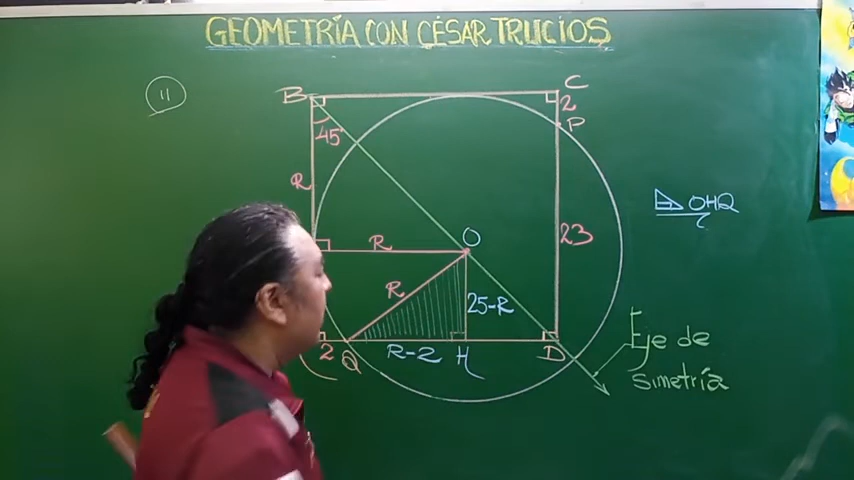 GEOMETRÍA CON CÉSAR TRUCIOS
11
B
C
2
P
45°
R
OHQ
R
O
23
R
25-R
Eje de
simetría
2
Q
R-2
H
D